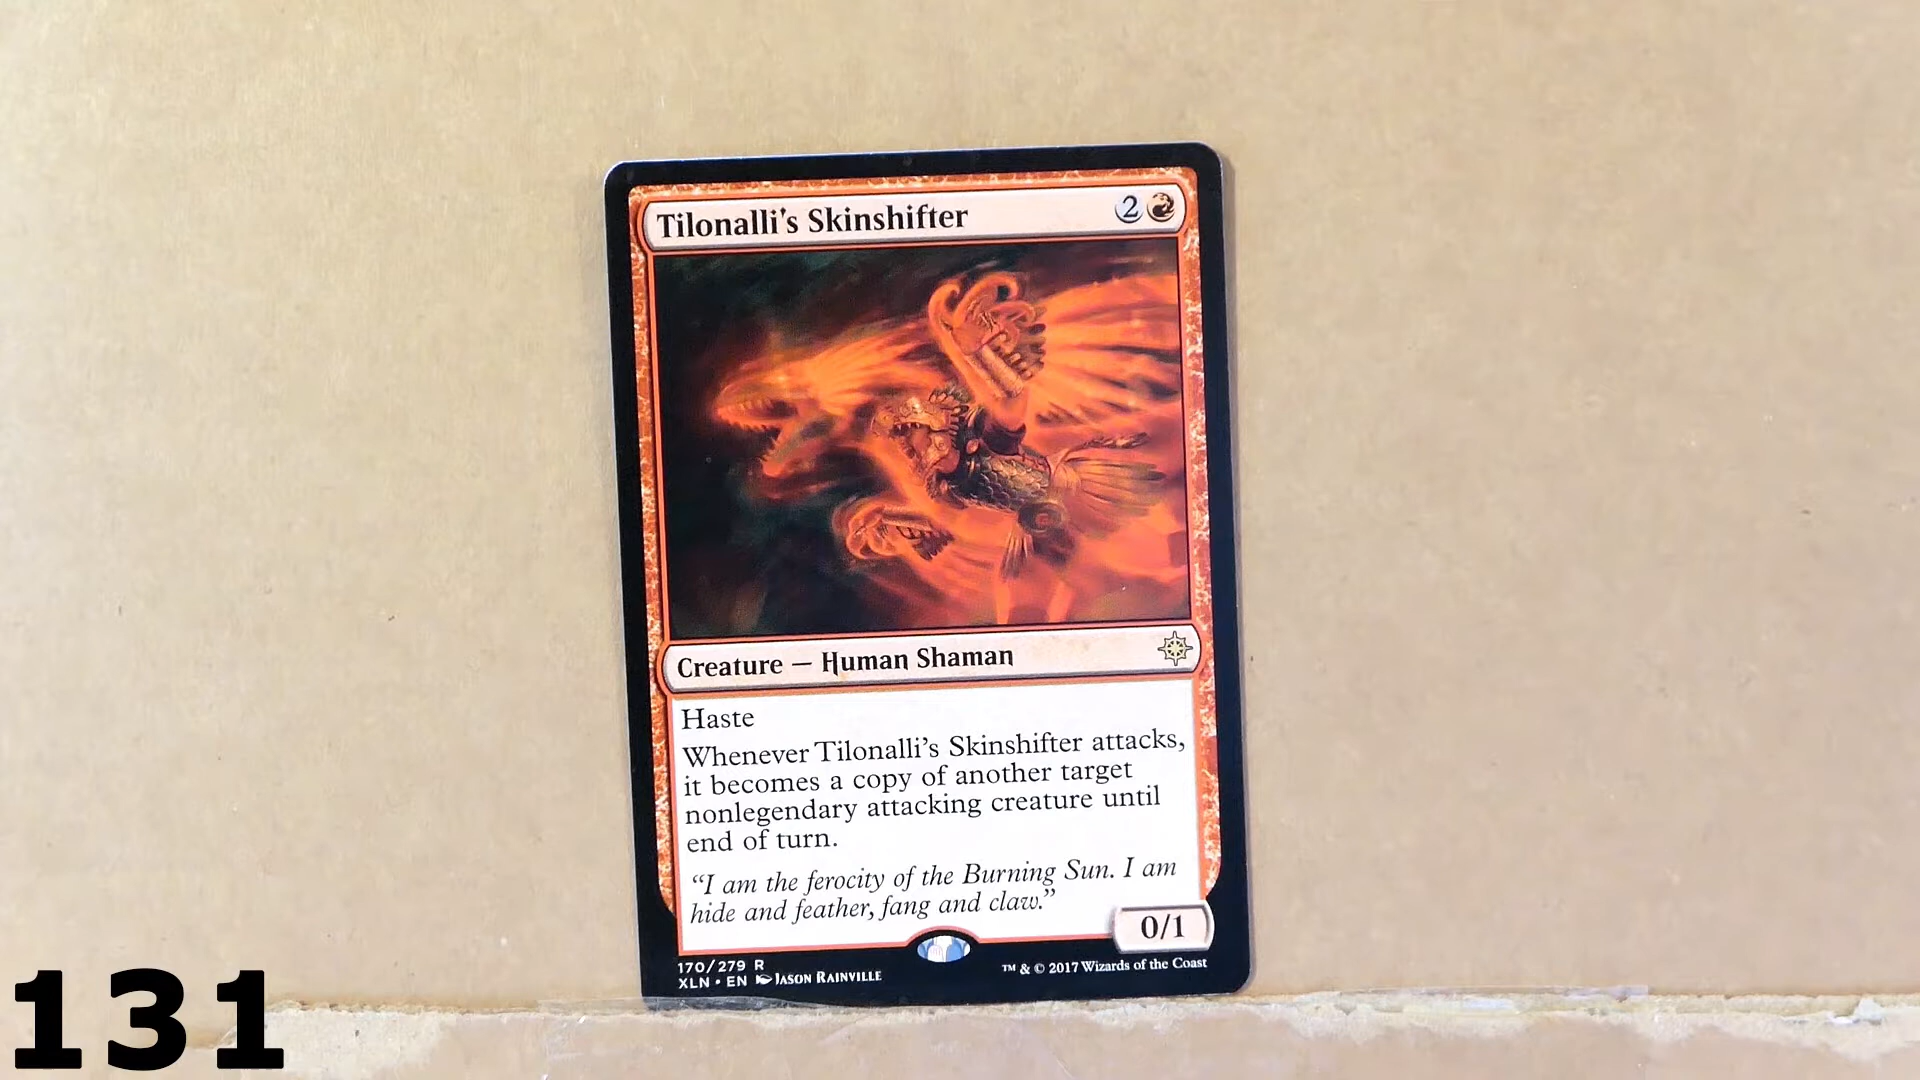 Tilonalli's Skinshifter 2
Creature — Human Shaman
Haste
Whenever Tilonalli's Skinshifter attacks,
it becomes a copy of another target
nonlegendary attacking creature until
end of turn.
“I am the ferocity of the Burning Sun. I am
hide and feather, fang and claw.”
0/1
170/279 R
XLN • EN Jason Rainville
™ & © 2017 Wizards of the Coast
131